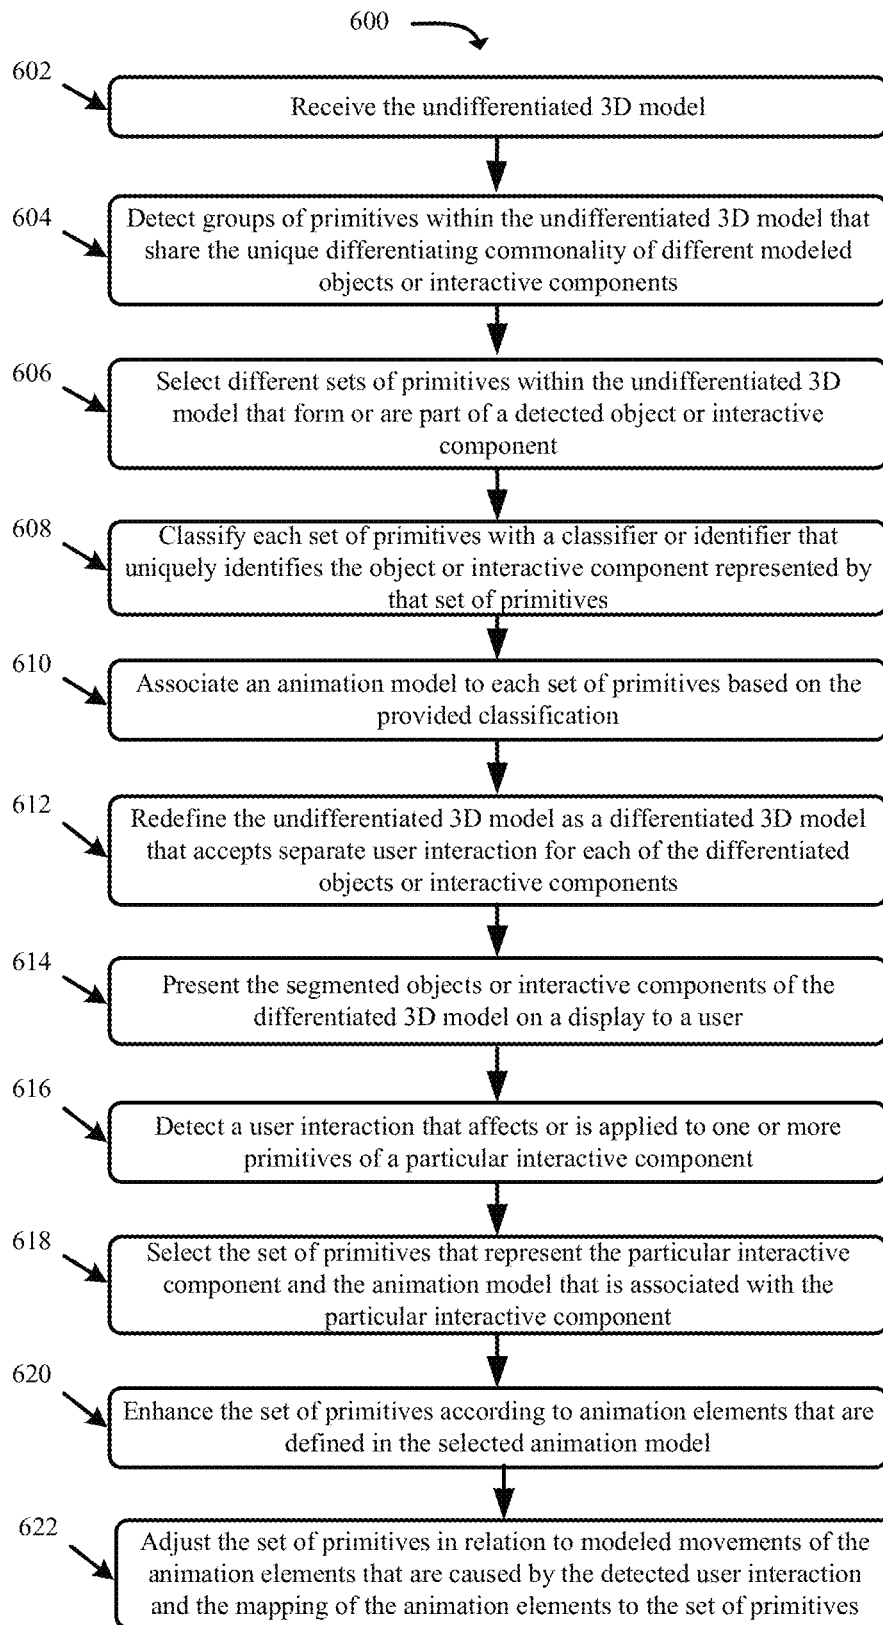 600
602
Receive the undifferentiated 3D model
604
Detect groups of primitives within the undifferentiated 3D model that
share the unique differentiating commonality of different modeled
objects or interactive components
606
Select different sets of primitives within the undifferentiated 3D
model that form or are part of a detected object or interactive
component
608
Classify each set of primitives with a classifier or identifier that
uniquely identifies the object or interactive component represented by
that set of primitives
610
Associate an animation model to each set of primitives based on the
provided classification
612
Redefine the undifferentiated 3D model as a differentiated 3D model
that accepts separate user interaction for each of the differentiated
objects or interactive components
614
Present the segmented objects or interactive components of the
differentiated 3D model on a display to a user
616
Detect a user interaction that affects or is applied to one or more
primitives of a particular interactive component
618
Select the set of primitives that represent the particular interactive
component and the animation model that is associated with the
particular interactive component
620
Enhance the set of primitives according to animation elements that are
defined in the selected animation model
622
Adjust the set of primitives in relation to modeled movements of the
animation elements that are caused by the detected user interaction
and the mapping of the animation elements to the set of primitives